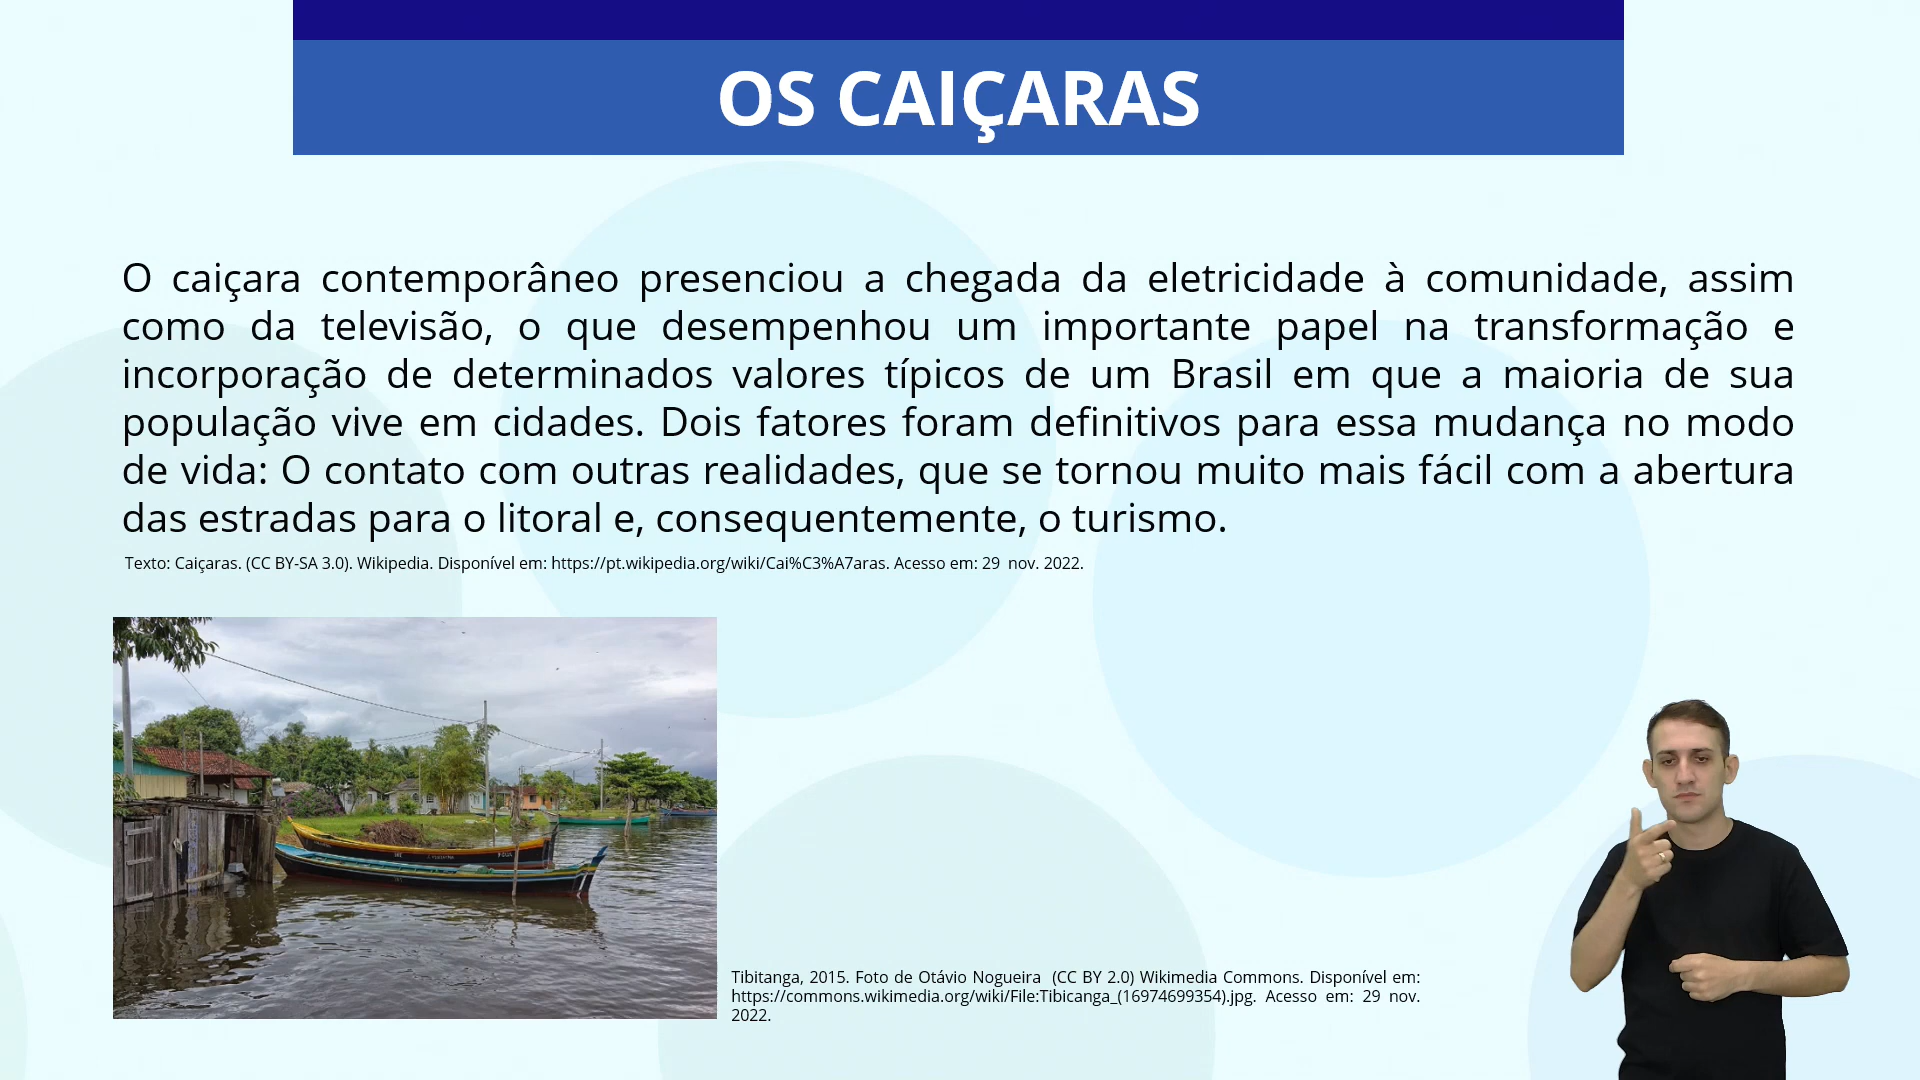 OS CAIÇARAS
O caiçara contemporâneo presenciou a chegada da eletricidade à comunidade, assim
como da televisão, o que desempenhou um importante papel na transformação e
incorporação de determinados valores típicos de um Brasil em que a maioria de sua
população vive em cidades. Dois fatores foram definitivos para essa mudança no modo
de vida: O contato com outras realidades, que se tornou muito mais fácil com a abertura
das estradas para o litoral e, consequentemente, o turismo.
Texto: Caiçaras. (CC BY-SA 3.0). Wikipedia. Disponível em: https://pt.wikipedia.org/wiki/Cai%C3%A7aras. Acesso em: 29 nov. 2022.
Tibitanga, 2015. Foto de Otávio Nogueira (CC BY 2.0) Wikimedia Commons. Disponível em:
https://commons.wikimedia.org/wiki/File:Tibicanga_(16974699354).jpg. Acesso em: 29 nov.
2022.